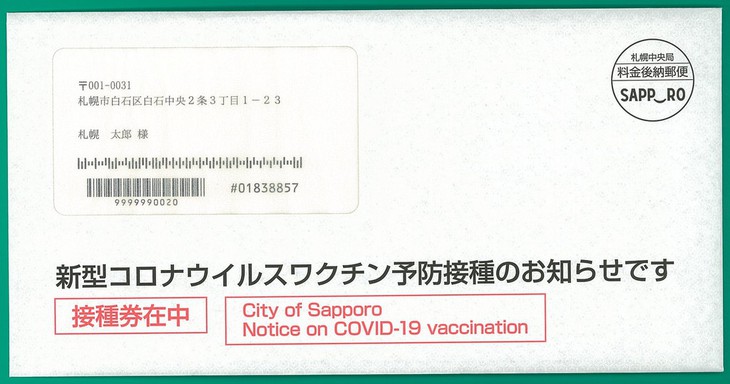 〒001-0031
札幌市白石区白石中央2条3丁目1-23
札幌 太郎 様
#01838857
9999990020
札幌中央局
料金後納郵便
SAPP_RO
新型コロナウイルスワクチン予防接種のお知らせです
接種券在中
City of Sapporo
Notice on COVID-19 vaccination